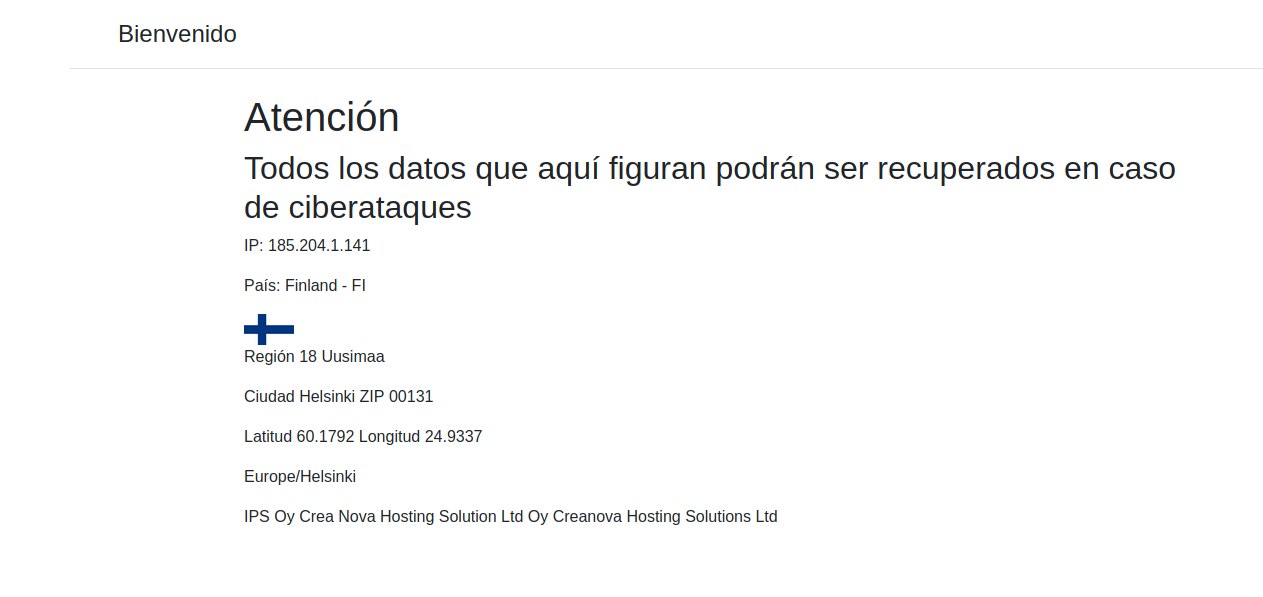 Bienvenido
Atención
Todos los datos que aquí figuran podrán ser recuperados en caso
de ciberataques
IP: 185.204.1.141
País: Finland - FI
Región 18 Uusimaa
Ciudad Helsinki ZIP 00131
Latitud 60.1792 Longitud 24.9337
Europe/Helsinki
IPS Oy Crea Nova Hosting Solution Ltd Oy Creanova Hosting Solutions Ltd